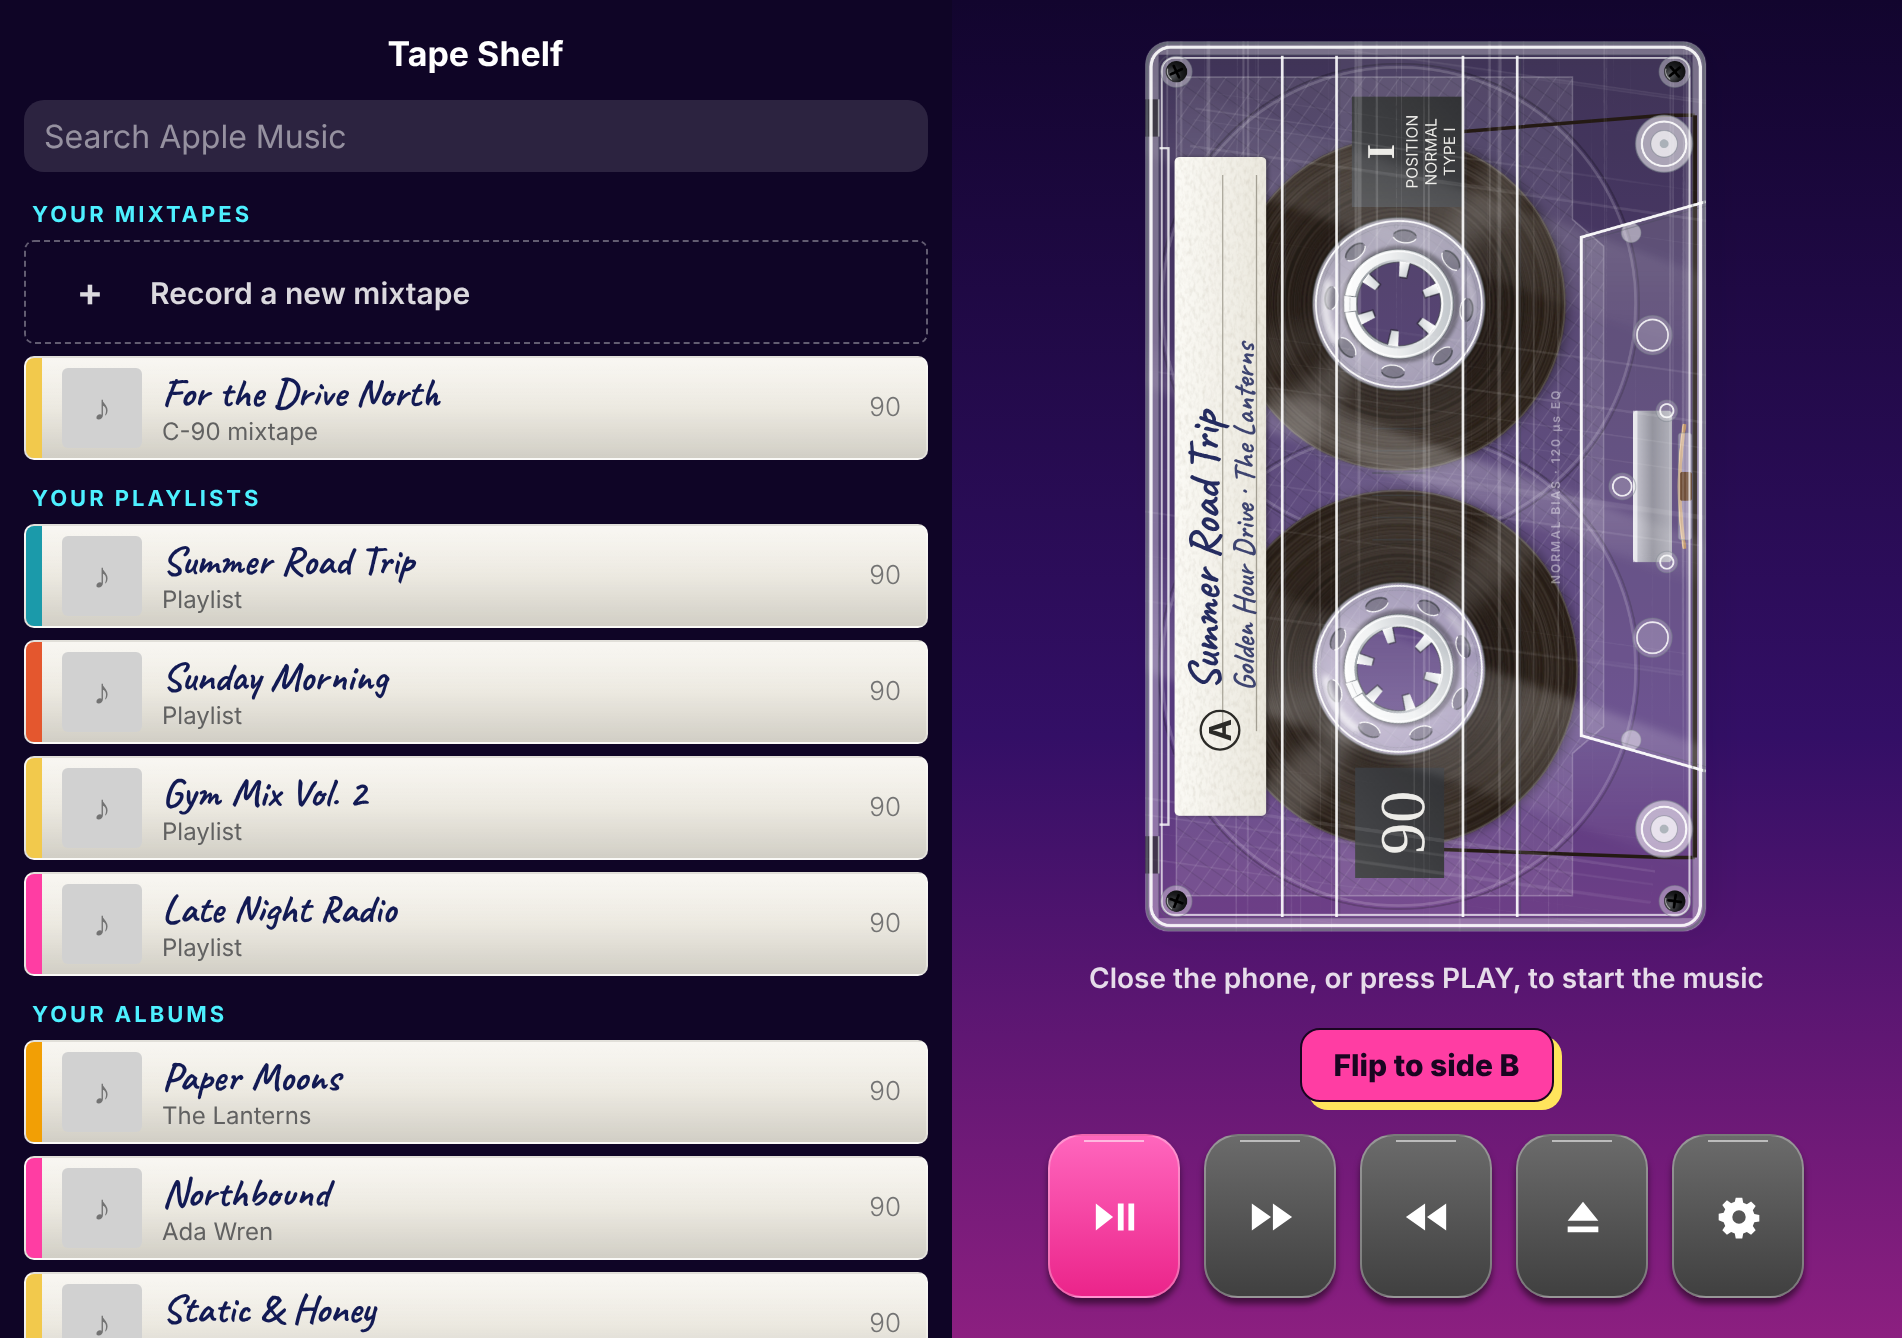 Tape Shelf
Search Apple Music
YOUR MIXTAPES
+ Record a new mixtape
For the Drive North
C-90 mixtape
90
YOUR PLAYLISTS
Summer Road Trip
Playlist
90
Sunday Morning
Playlist
90
Gym Mix Vol. 2
Playlist
90
Late Night Radio
Playlist
90
YOUR ALBUMS
Paper Moons
The Lanterns
90
Northbound
Ada Wren
90
Static & Honey
90
I
POSITION
NORMAL
TYPE I
A
Summer Road Trip
Golden Hour Drive · The Lanterns
90
NORMAL BIAS · 120 µs EQ
Close the phone, or press PLAY, to start the music
Flip to side B